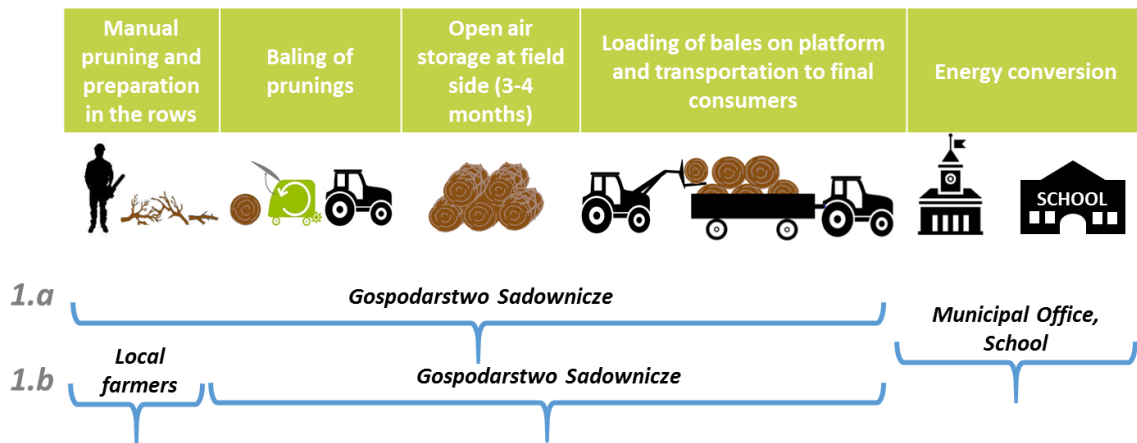 Manual
pruning and
preparation
in the rows
Baling of
prunings
Open air
storage at field
side (3-4
months)
Loading of bales on platform
and transportation to final
consumers
Energy conversion
SCHOOL
1.a
Gospodarstwo Sadownicze
Municipal Office,
School
1.b
Local
farmers
Gospodarstwo Sadownicze